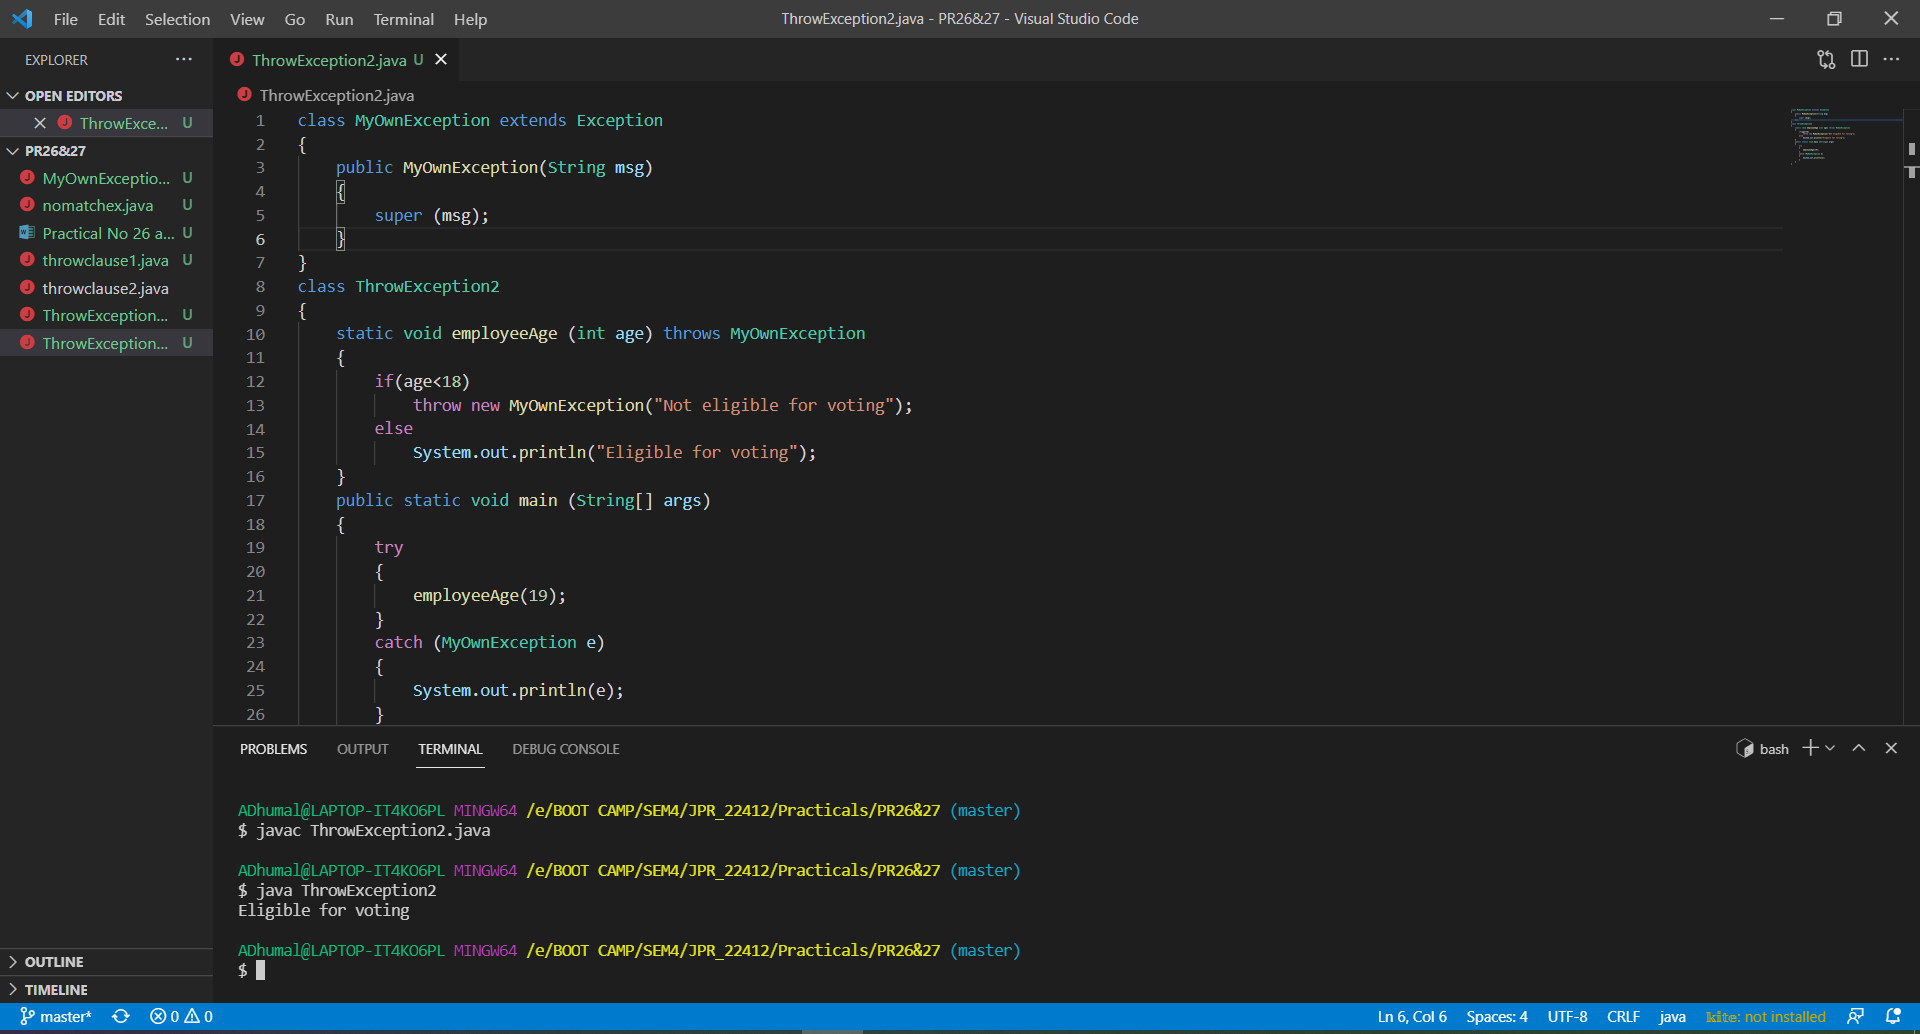 File Edit Selection View Go Run Terminal Help
ThrowException2.java - PR26&27 - Visual Studio Code
EXPLORER ...
OPEN EDITORS
ThrowExce... U
PR26&27
MyOwnExceptio... U
nomatchex.java U
Practical No 26 a... U
throwclause1.java U
throwclause2.java
ThrowException... U
ThrowException... U
OUTLINE
TIMELINE
ThrowException2.java U
ThrowException2.java
1 class MyOwnException extends Exception
2 {
3     public MyOwnException(String msg)
4     {
5         super (msg);
6     }
7 }
8 class ThrowException2
9 {
10     static void employeeAge (int age) throws MyOwnException
11     {
12         if(age<18)
13             throw new MyOwnException("Not eligible for voting");
14         else
15             System.out.println("Eligible for voting");
16     }
17     public static void main (String[] args)
18     {
19         try
20         {
21             employeeAge(19);
22         }
23         catch (MyOwnException e)
24         {
25             System.out.println(e);
26         }
PROBLEMS OUTPUT TERMINAL DEBUG CONSOLE
bash
ADhumal@LAPTOP-IT4KO6PL MINGW64 /e/BOOT CAMP/SEM4/JPR_22412/Practicals/PR26&27 (master)
$ javac ThrowException2.java
ADhumal@LAPTOP-IT4KO6PL MINGW64 /e/BOOT CAMP/SEM4/JPR_22412/Practicals/PR26&27 (master)
$ java ThrowException2
Eligible for voting
ADhumal@LAPTOP-IT4KO6PL MINGW64 /e/BOOT CAMP/SEM4/JPR_22412/Practicals/PR26&27 (master)
$
master* 0 0
Ln 6, Col 6 Spaces: 4 UTF-8 CRLF java kite: not installed